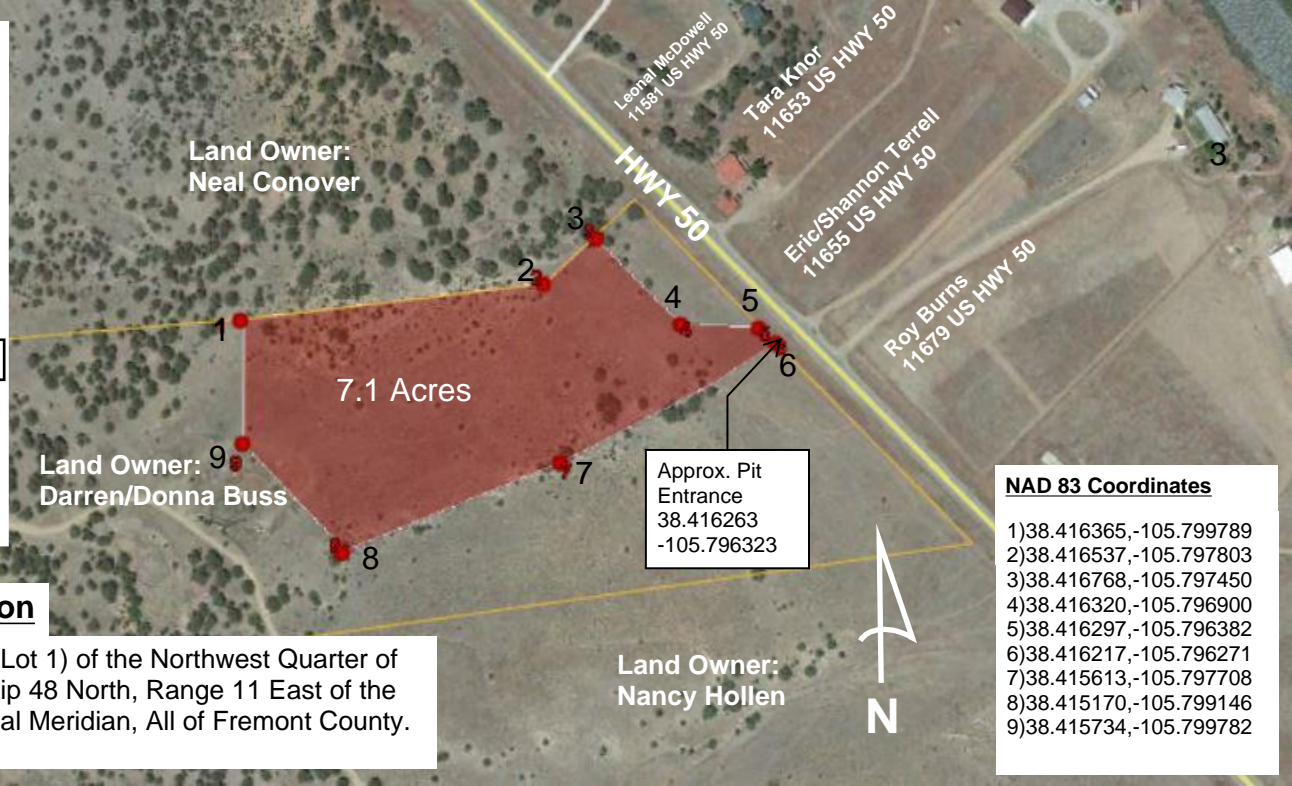 Leonal McDowell
11581 US HWY 50
Tara Knor
11653 US HWY 50
Eric/Shannon Terrell
11655 US HWY 50
Roy Burns
11679 US HWY 50
HWY 50
Land Owner:
Neal Conover
3
3
2
1
4
5
6
7.1 Acres
9
7
8
Land Owner:
Darren/Donna Buss
Approx. Pit
Entrance
38.416263
-105.796323
NAD 83 Coordinates
1)38.416365,-105.799789
2)38.416537,-105.797803
3)38.416768,-105.797450
4)38.416320,-105.796900
5)38.416297,-105.796382
6)38.416217,-105.796271
7)38.415613,-105.797708
8)38.415170,-105.799146
9)38.415734,-105.799782
on
Lot 1) of the Northwest Quarter of
ip 48 North, Range 11 East of the
al Meridian, All of Fremont County.
Land Owner:
Nancy Hollen
N